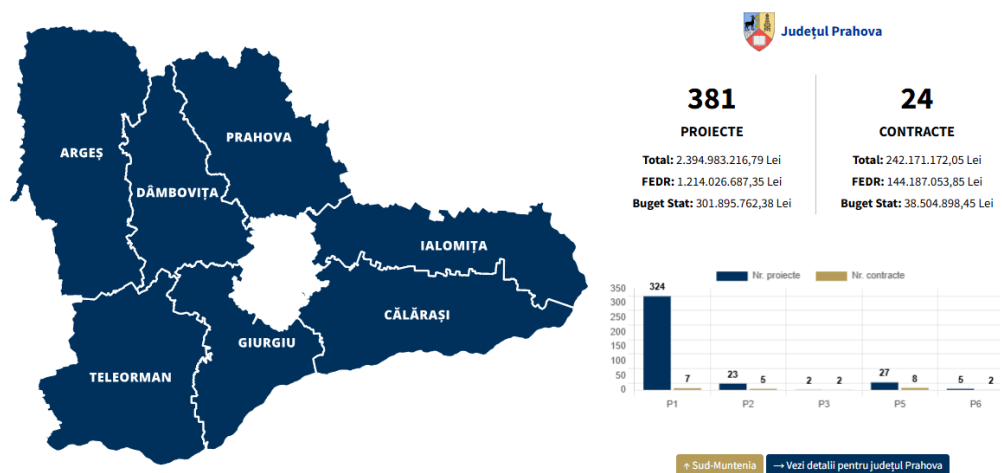 ARGEȘ
DÂMBOVIȚA
PRAHOVA
IALOMIȚA
CĂLĂRAȘI
GIURGIU
TELEORMAN
Județul Prahova
381
PROIECTE
Total: 2.394.983.216,79 Lei
FEDR: 1.214.026.687,35 Lei
Buget Stat: 301.895.762,38 Lei
24
CONTRACTE
Total: 242.171.172,05 Lei
FEDR: 144.187.053,85 Lei
Buget Stat: 38.504.898,45 Lei
Nr. proiecte Nr. contracte
350
300
250
200
150
100
50
0
324 7 23 5 2 2 27 8 5 2
P1 P2 P3 P5 P6
↑ Sud-Muntenia
→ Vezi detalii pentru județul Prahova